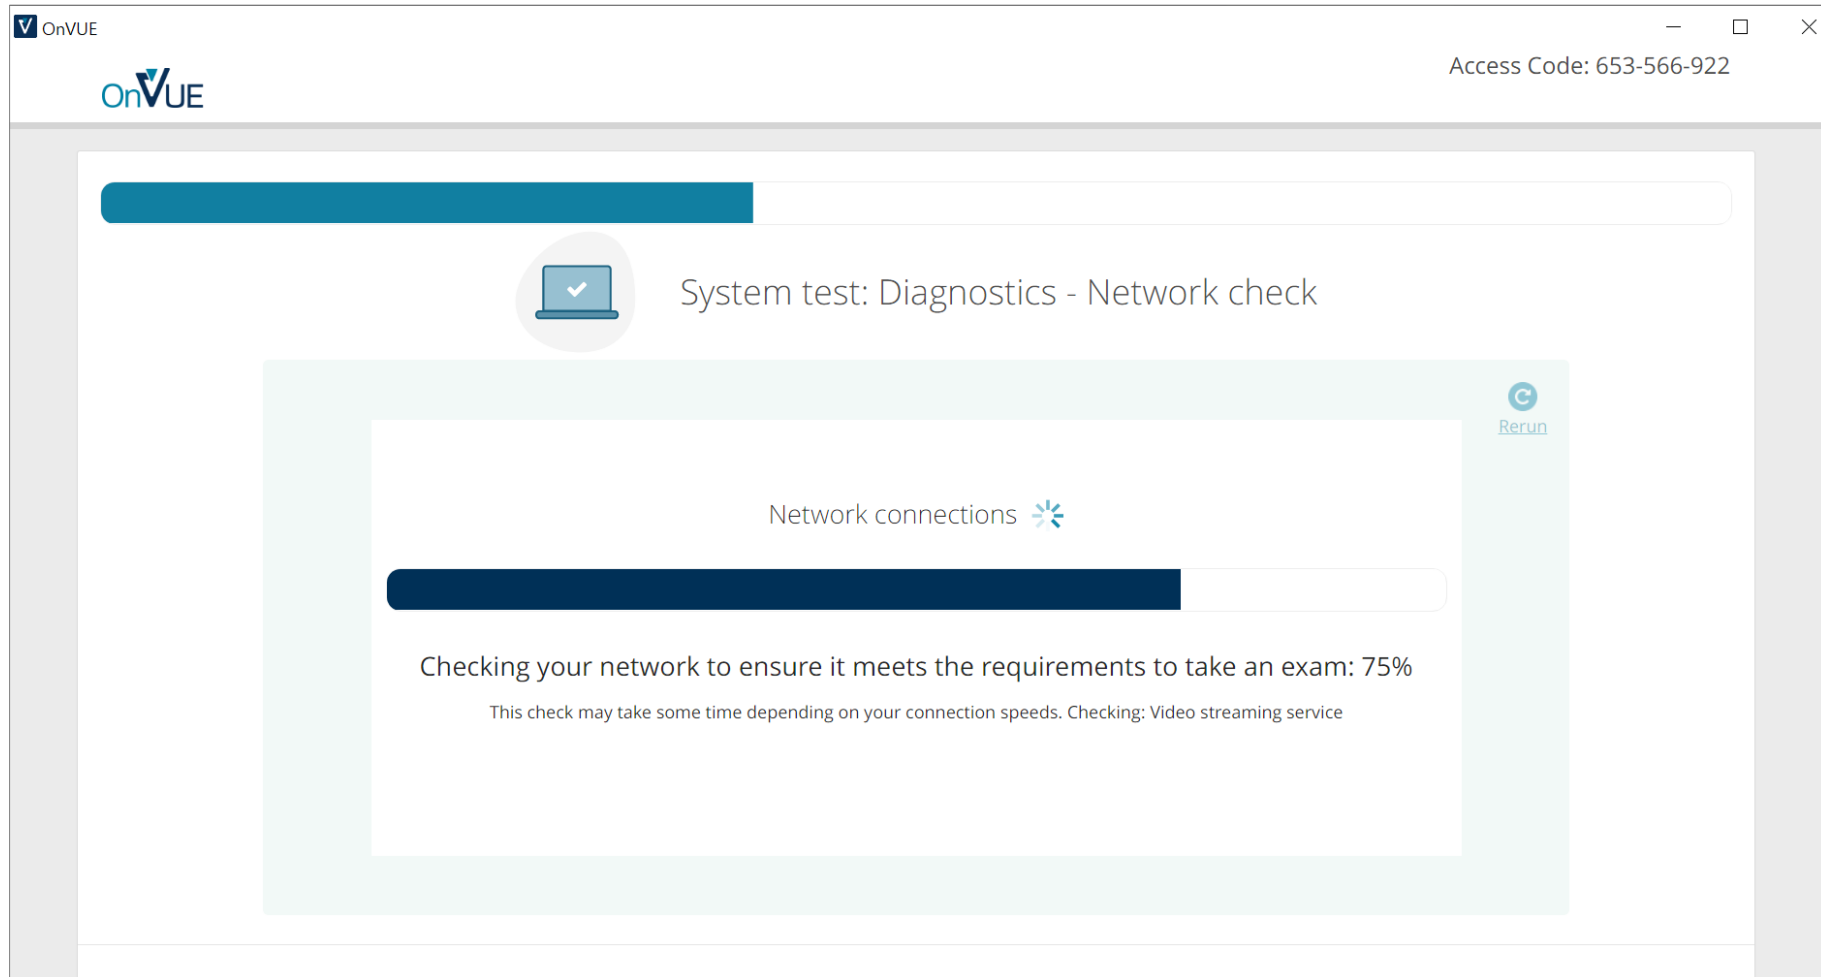 OnVUE
Access Code: 653-566-922
OnVUE
System test: Diagnostics - Network check
Rerun
Network connections
Checking your network to ensure it meets the requirements to take an exam: 75%
This check may take some time depending on your connection speeds. Checking: Video streaming service